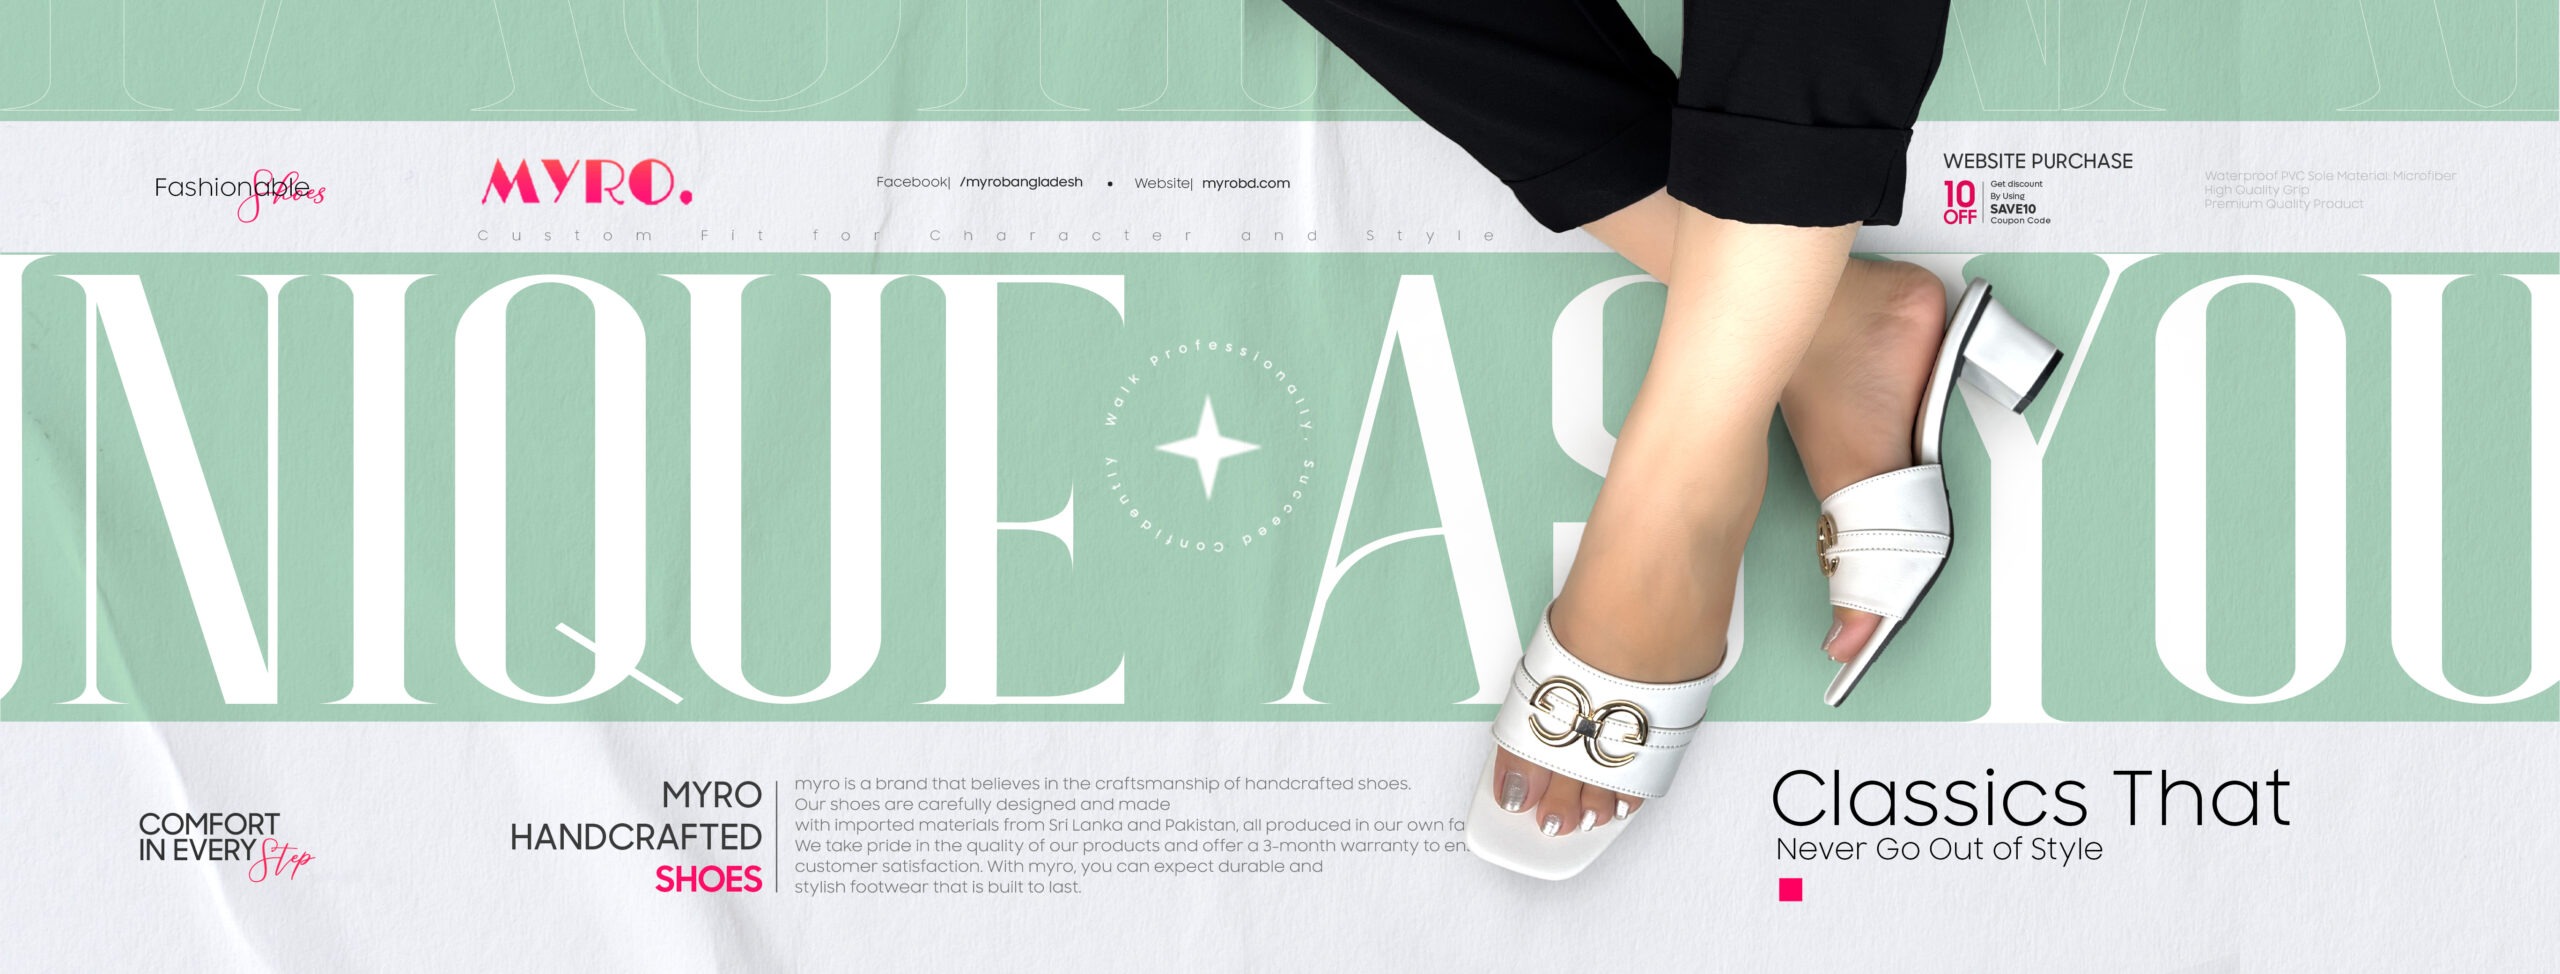 Fashionable Shoes
MYRO.
Custom Fit for Character and Style
Facebook| /myrobangladesh • Website| myrobd.com
WEBSITE PURCHASE
10
OFF
Get discount
By Using
SAVE10
Coupon Code
Waterproof PVC Sole Material: Microfiber
High Quality Grip
Premium Quality Product
UNIQUE AS YOU
Walk Professionally, Succeed Confidently
COMFORT
IN EVERY Step
MYRO
HANDCRAFTED
SHOES
myro is a brand that believes in the craftsmanship of handcrafted shoes.
Our shoes are carefully designed and made
with imported materials from Sri Lanka and Pakistan, all produced in our own fa
We take pride in the quality of our products and offer a 3-month warranty to en
customer satisfaction. With myro, you can expect durable and
stylish footwear that is built to last.
Classics That
Never Go Out of Style